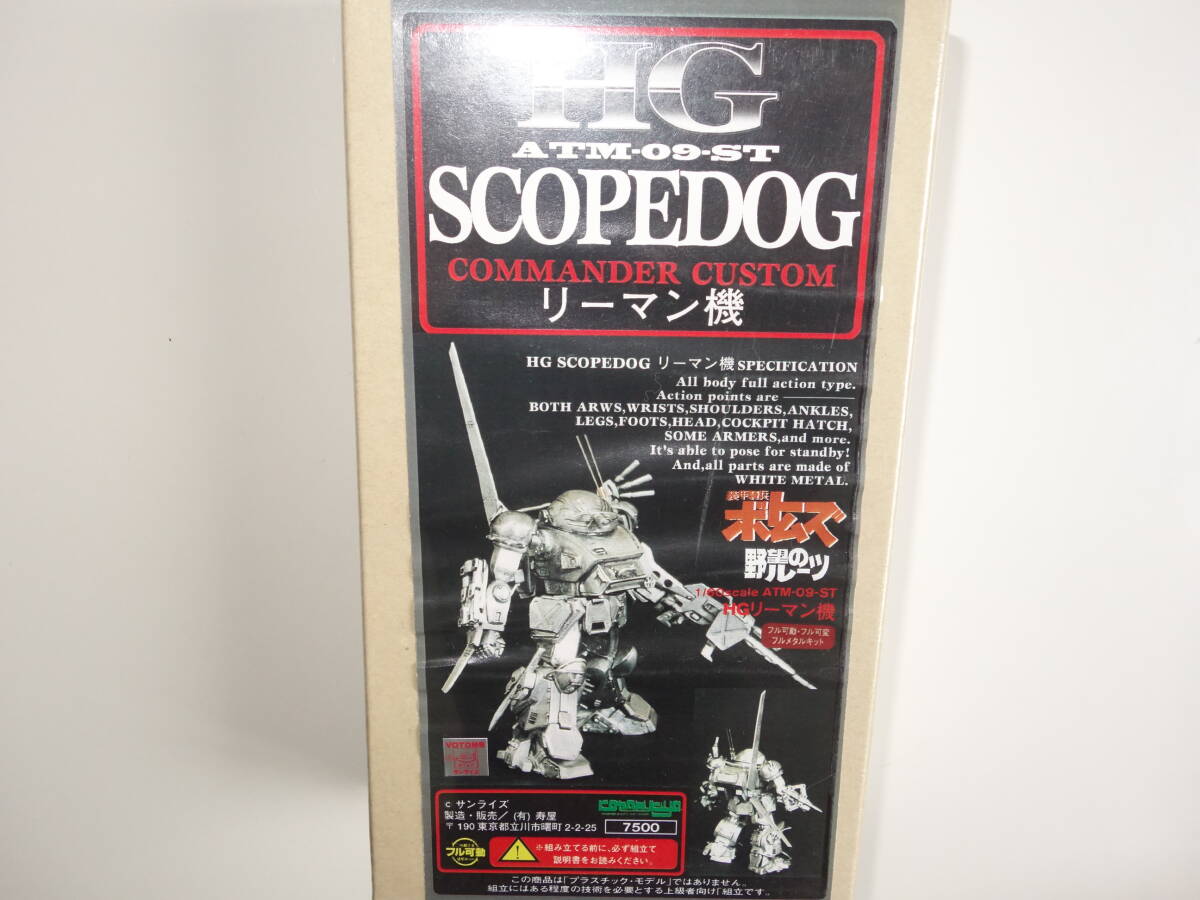 HG
ATM-09-ST
SCOPEDOG
COMMANDER CUSTOM
リーマン機
HG SCOPEDOG リーマン機 SPECIFICATION
All body full action type.
Action points are
BOTH ARWS,WRISTS,SHOULDERS,ANKLES,
LEGS,FOOTS,HEAD,COCKPIT HATCH,
SOME ARMERS,and more.
It's able to pose for standby!
And,all parts are made of
WHITE METAL.
装甲騎兵
ボトムズ
野望の
ルーツ
1/60scale ATM-09-ST
HGリーマン機
フル可動・フル可変
フルメタルキット
サンライズ
c サンライズ
製造・販売／(有) 寿屋
〒190 東京都立川市曙町 2-2-25
7500
フル可動
※組み立てる前に、必ず組立て
説明書をお読みください。
この商品は「プラスチック・モデル」ではありません。
組立にはある程度の技術を必要とする上級者向け「組立」です。